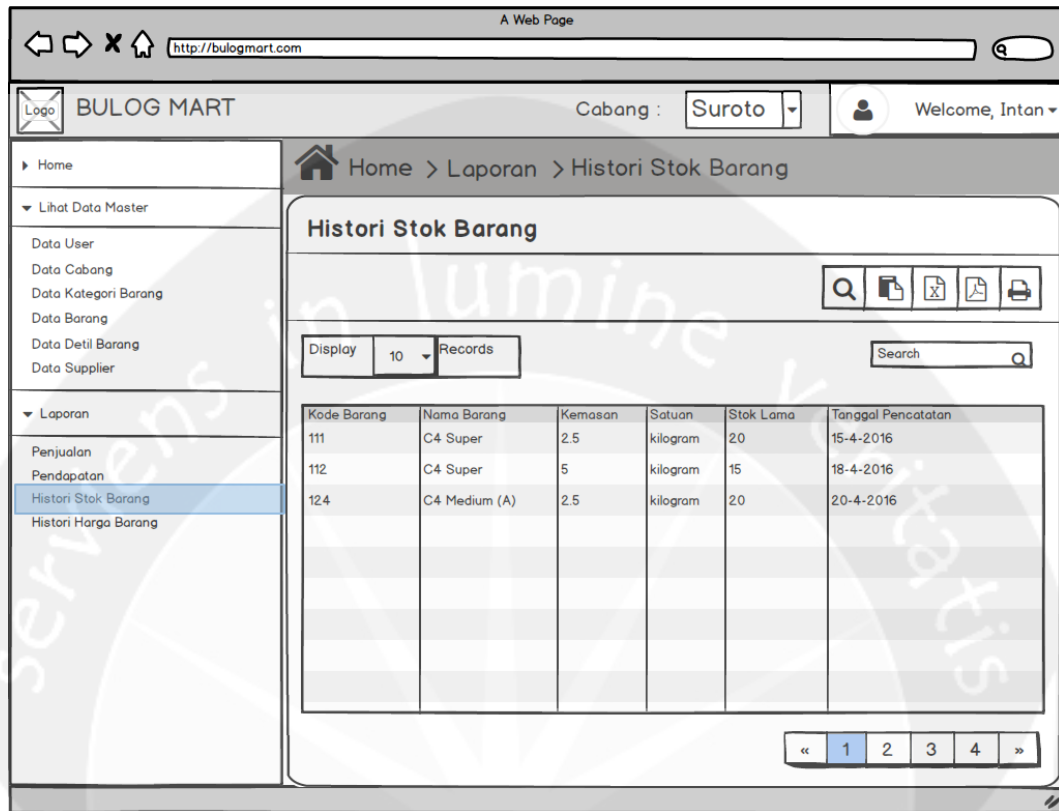 A Web Page
http://bulogmart.com
Logo BULOG MART Cabang : Suroto Welcome, Intan
Home
Lihat Data Master
Data User
Data Cabang
Data Kategori Barang
Data Barang
Data Detil Barang
Data Supplier
Laporan
Penjualan
Pendapatan
Histori Stok Barang
Histori Harga Barang
Home > Laporan > Histori Stok Barang
Histori Stok Barang
Display 10 Records Search
Kode Barang Nama Barang Kemasan Satuan Stok Lama Tanggal Pencatatan
111 C4 Super 2.5 kilogram 20 15-4-2016
112 C4 Super 5 kilogram 15 18-4-2016
124 C4 Medium (A) 2.5 kilogram 20 20-4-2016
« 1 2 3 4 »
serviens in lumine veritatis